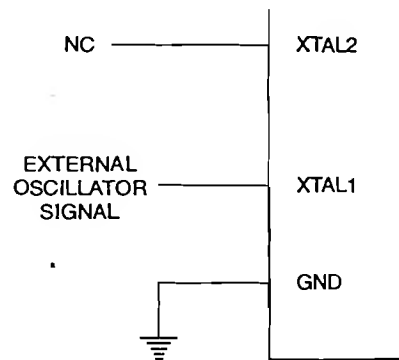 NC
XTAL2
EXTERNAL
OSCILLATOR
SIGNAL
XTAL1
GND